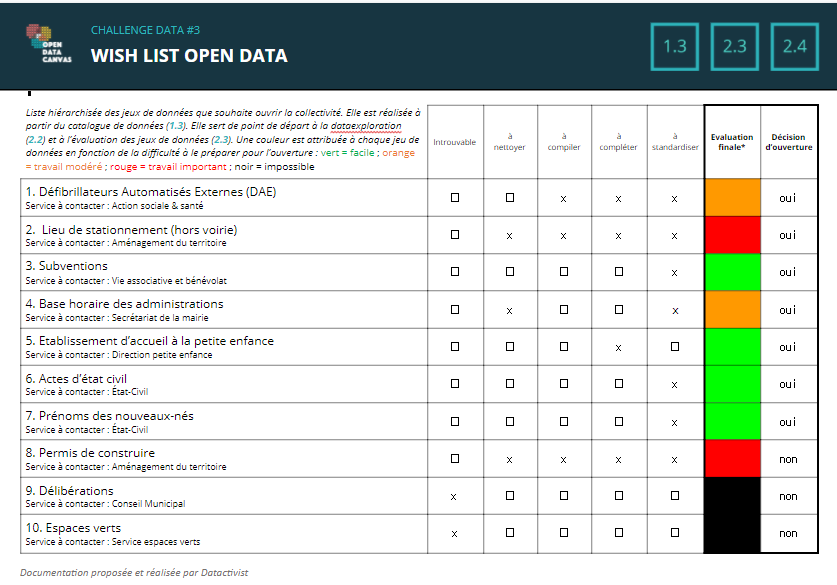 OPEN
DATA
CANVAS
CHALLENGE DATA #3
WISH LIST OPEN DATA
1.3
2.3
2.4
Liste hiérarchisée des jeux de données que souhaite ouvrir la collectivité. Elle est réalisée à
partir du catalogue de données (1.3). Elle sert de point de départ à la dataexploration
(2.2) et à l'évaluation des jeux de données (2.3). Une couleur est attribuée à chaque jeu de
données en fonction de la difficulté à le préparer pour l'ouverture : vert = facile ; orange
= travail modéré ; rouge = travail important ; noir = impossible
Introuvable
à
nettoyer
à
compiler
à
compléter
à
standardiser
Evaluation
finale*
Décision
d'ouverture
1. Défibrillateurs Automatisés Externes (DAE)
Service à contacter : Action sociale & santé
☐ ☐ x x x oui
2. Lieu de stationnement (hors voirie)
Service à contacter : Aménagement du territoire
☐ x x x x oui
3. Subventions
Service à contacter : Vie associative et bénévolat
☐ ☐ ☐ ☐ x oui
4. Base horaire des administrations
Service à contacter : Secrétariat de la mairie
☐ x ☐ ☐ x oui
5. Etablissement d'accueil à la petite enfance
Service à contacter : Direction petite enfance
☐ ☐ ☐ x ☐ oui
6. Actes d'état civil
Service à contacter : État-Civil
☐ ☐ ☐ ☐ x oui
7. Prénoms des nouveaux-nés
Service à contacter : État-Civil
☐ ☐ ☐ ☐ x oui
8. Permis de construire
Service à contacter : Aménagement du territoire
☐ x x x x non
9. Délibérations
Service à contacter : Conseil Municipal
x ☐ ☐ ☐ ☐ non
10. Espaces verts
Service à contacter : Service espaces verts
x ☐ ☐ ☐ ☐ non
Documentation proposée et réalisée par Datactivist